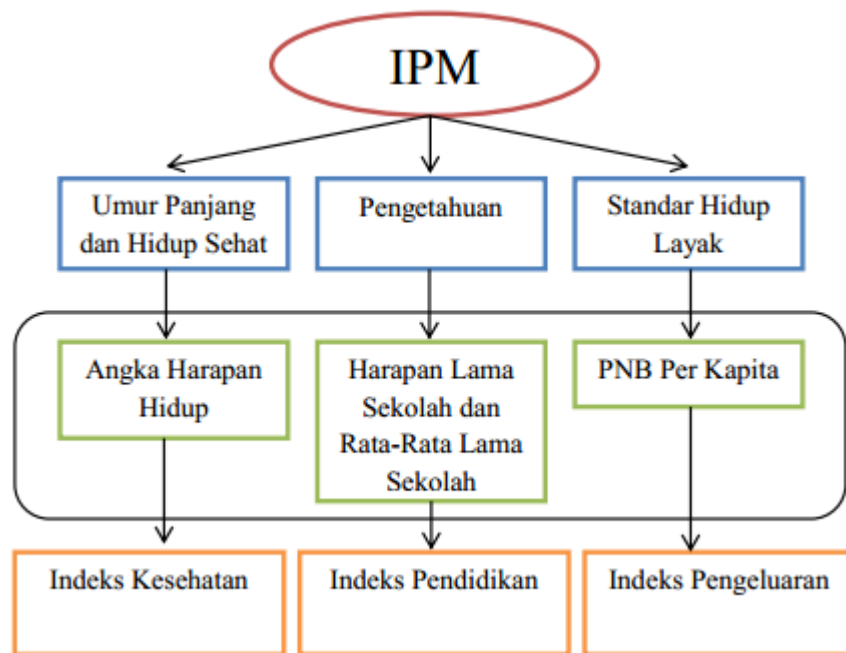 IPM
Umur Panjang
dan Hidup Sehat
Pengetahuan
Standar Hidup
Layak
Angka Harapan
Hidup
Harapan Lama
Sekolah dan
Rata-Rata Lama
Sekolah
PNB Per Kapita
Indeks Kesehatan
Indeks Pendidikan
Indeks Pengeluaran